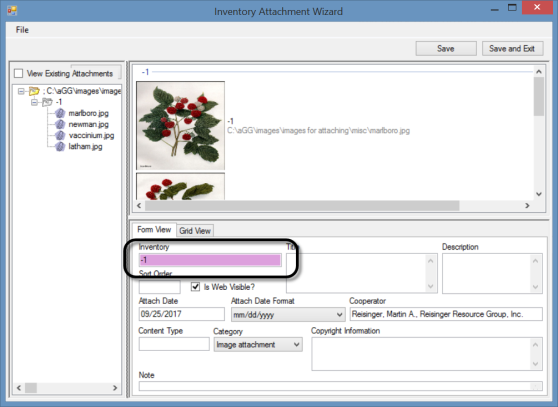 Inventory Attachment Wizard
File
Save
Save and Exit
View Existing Attachments
; C:\aGG\images\image
-1
marlboro.jpg
newman.jpg
vaccinium.jpg
latham.jpg
-1
-1
C:\aGG\images\images for attaching\misc\marlboro.jpg
Form View
Grid View
Inventory
Title
Description
-1
Sort Order
Is Web Visible?
Attach Date
Attach Date Format
Cooperator
09/25/2017
mm/dd/yyyy
Reisinger, Martin A., Reisinger Resource Group, Inc.
Content Type
Category
Copyright Information
Image attachment
Note